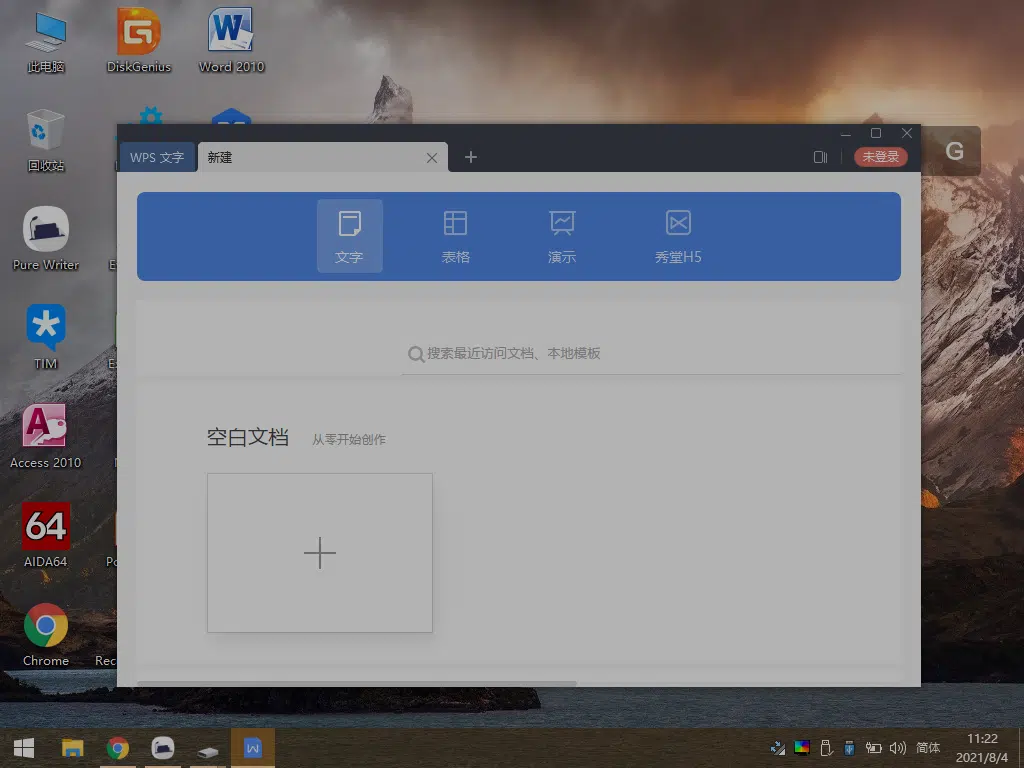 此电脑
DiskGenius
Word 2010
回收站
Pure Writer
TIM
Access 2010
64
AIDA64
Chrome
Rec
WPS 文字
新建
未登录
G
文字
表格
演示
秀堂H5
搜索最近访问文档、本地模板
空白文档
从零开始创作
简体
11:22
2021/8/4